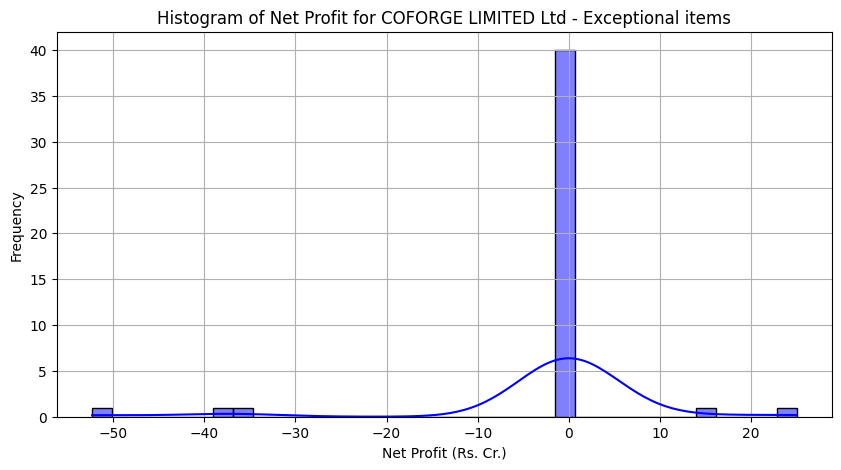 Histogram of Net Profit for COFORGE LIMITED Ltd - Exceptional items
40
35
30
25
20
15
10
5
0
Frequency
−50 −40 −30 −20 −10 0 10 20
Net Profit (Rs. Cr.)